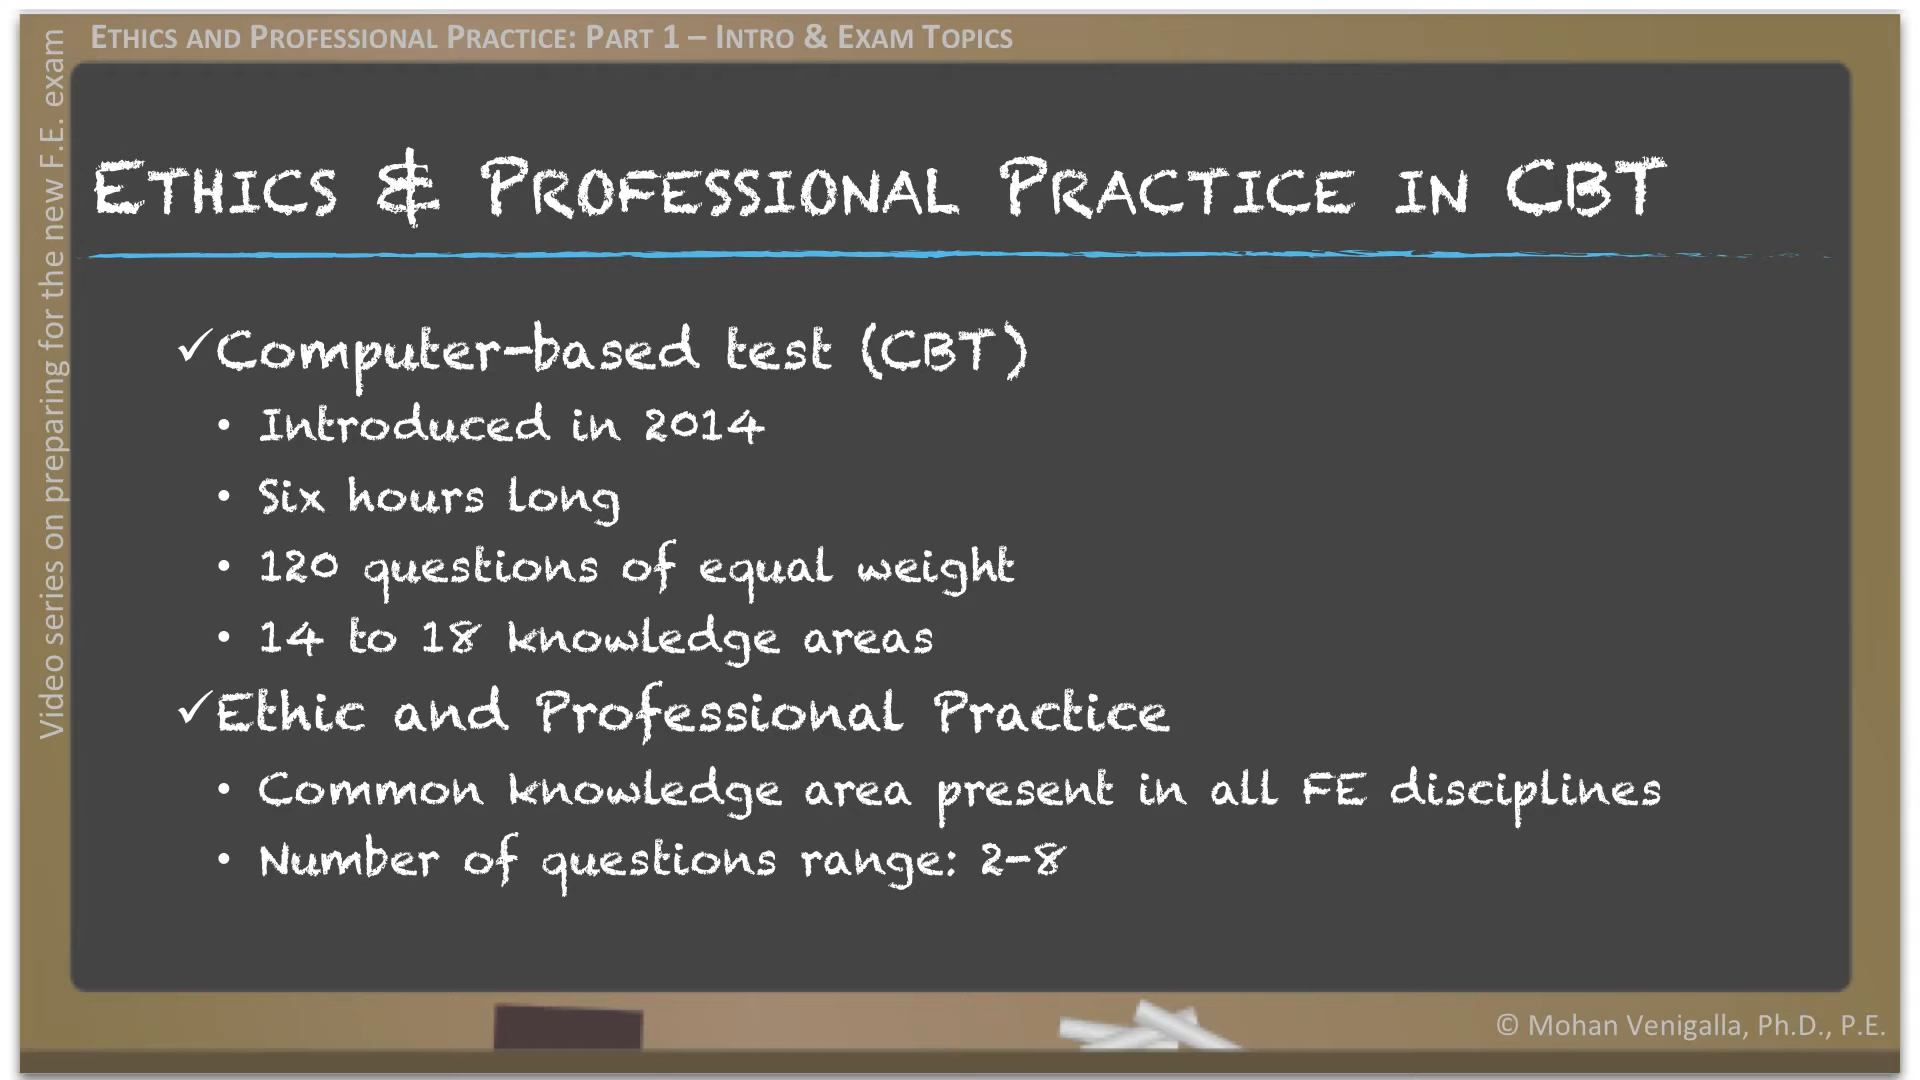 Ethics and Professional Practice: Part 1 – Intro & Exam Topics
Video series on preparing for the new F.E. exam
Ethics & Professional Practice in CBT
✓Computer-based test (CBT)
• Introduced in 2014
• Six hours long
• 120 questions of equal weight
• 14 to 18 knowledge areas
✓Ethic and Professional Practice
• Common knowledge area present in all FE disciplines
• Number of questions range: 2-8
© Mohan Venigalla, Ph.D., P.E.